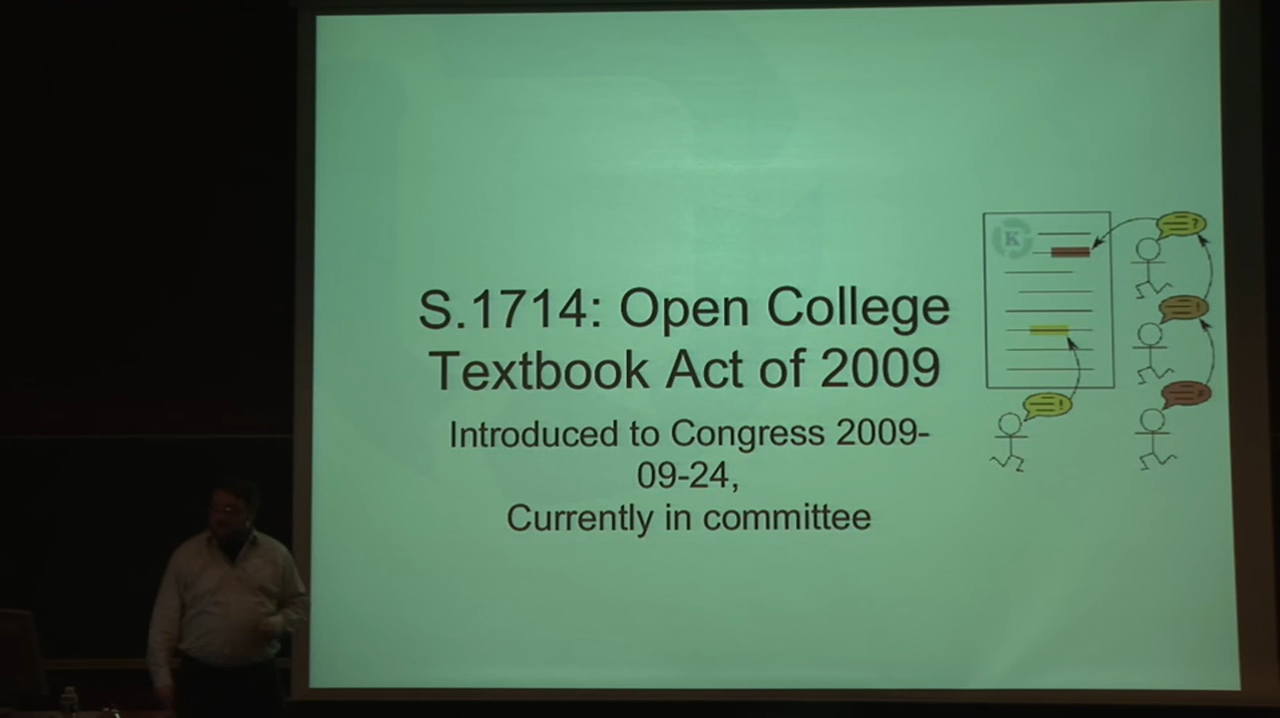 S.1714: Open College
Textbook Act of 2009
Introduced to Congress 2009-
09-24,
Currently in committee
K
?
!